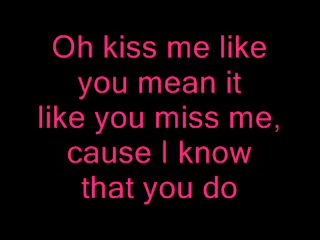 Oh kiss me like
you mean it
like you miss me,
cause I know
that you do